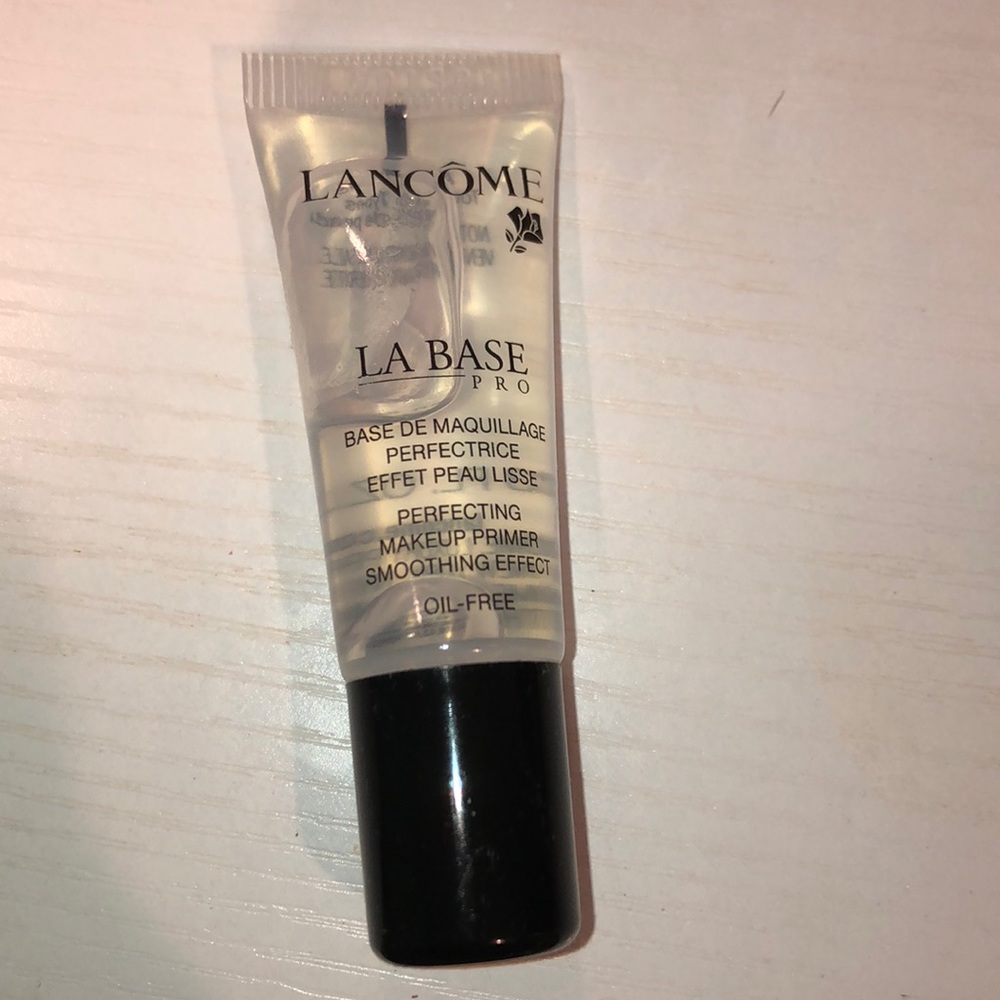 LANCÔME
LA BASE
PRO
BASE DE MAQUILLAGE
PERFECTRICE
EFFET PEAU LISSE
PERFECTING
MAKEUP PRIMER
SMOOTHING EFFECT
OIL-FREE